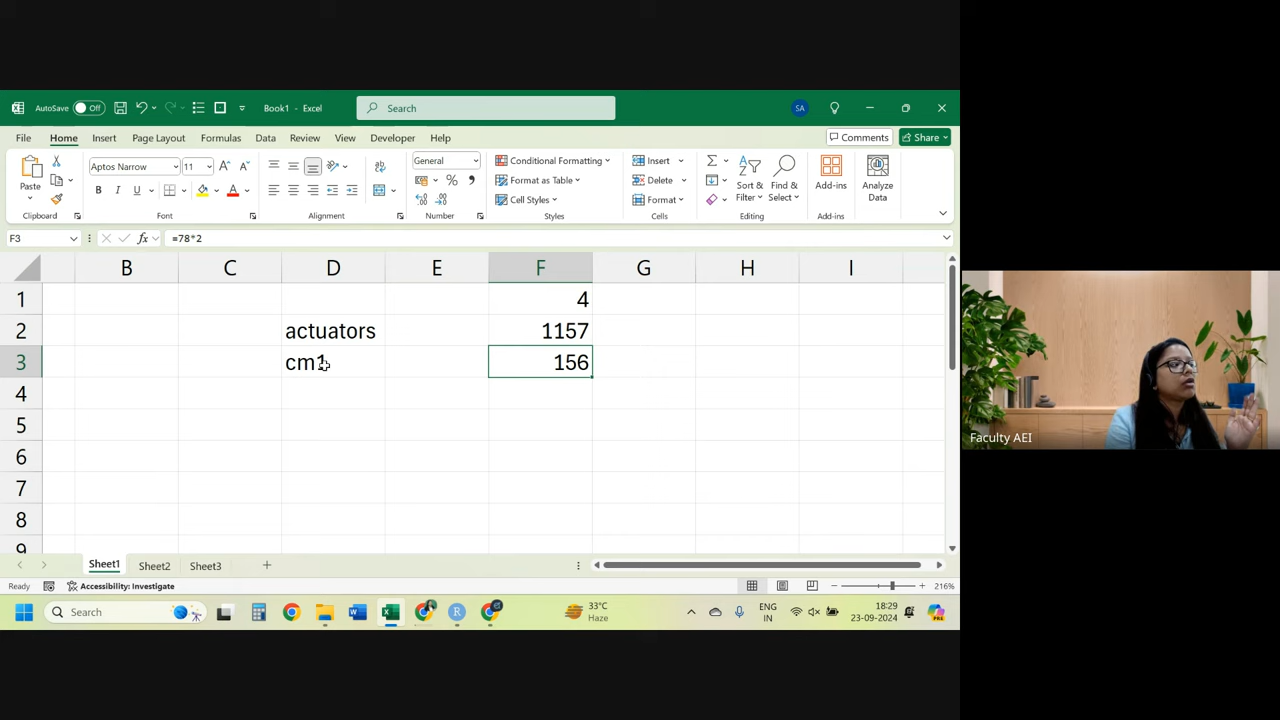 AutoSave Off Book1 - Excel Search SA
File Home Insert Page Layout Formulas Data Review View Developer Help Comments Share
Paste
Clipboard
Aptos Narrow 11 A A
B I U A
Font
ab
Alignment
General
% ,
Number
Conditional Formatting
Format as Table
Cell Styles
Styles
Insert
Delete
Format
Cells
Sort & Filter
Find & Select
Editing
Add-ins
Add-ins
Analyze Data
F3 fx =78*2
B C D E F G H I
1 4
2 actuators 1157
3 cm1 156
4
5
6
7
8
9
Sheet1 Sheet2 Sheet3
Ready Accessibility: Investigate 216%
Search
33°C
Haze
ENG
IN
18:29
23-09-2024
PRE
Faculty AEI